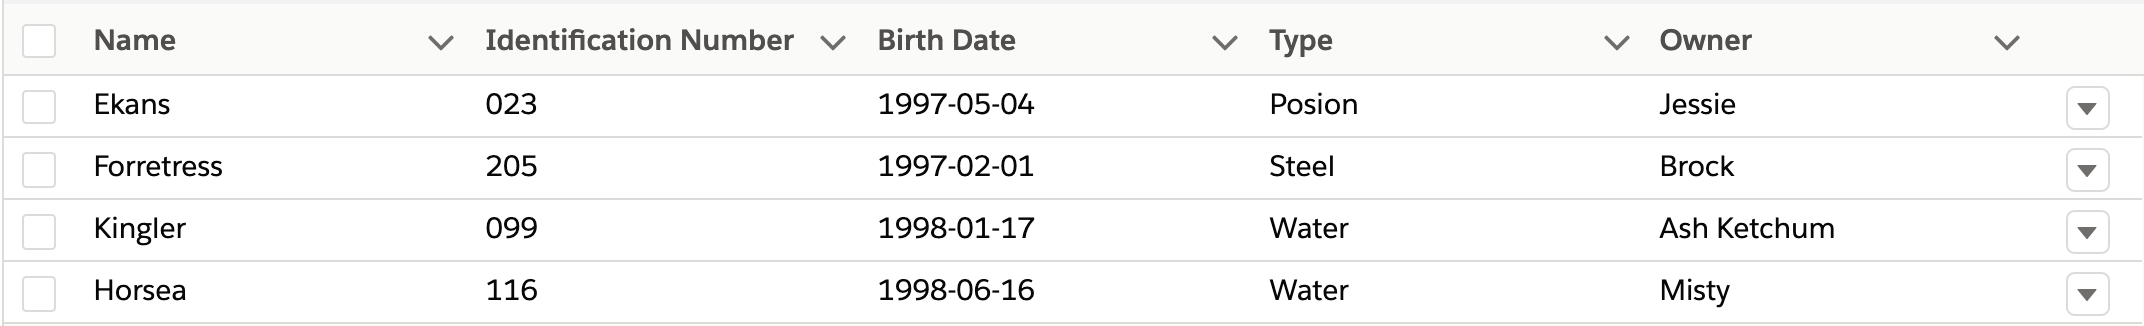 Name Identification Number Birth Date Type Owner
Ekans 023 1997-05-04 Posion Jessie
Forretress 205 1997-02-01 Steel Brock
Kingler 099 1998-01-17 Water Ash Ketchum
Horsea 116 1998-06-16 Water Misty